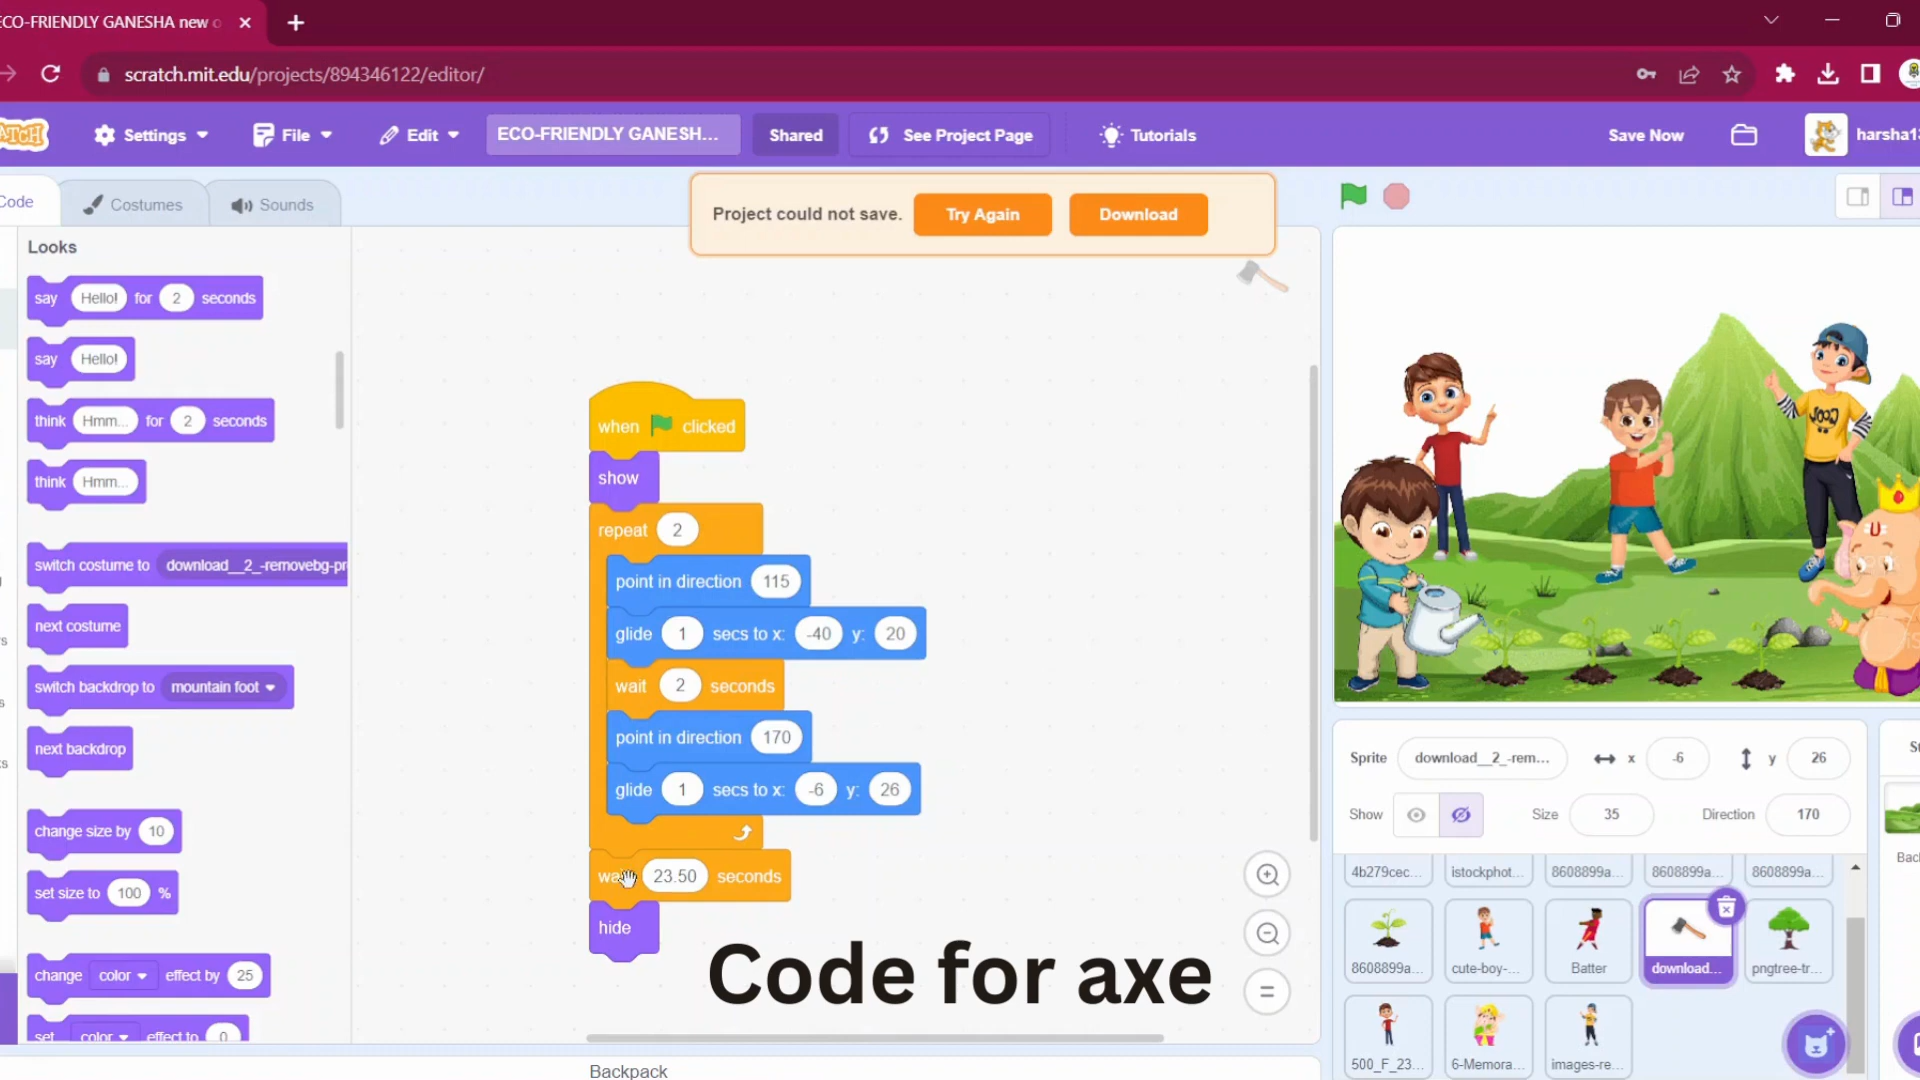 ECO-FRIENDLY GANESHA new
scratch.mit.edu/projects/894346122/editor/
Settings
File
Edit
ECO-FRIENDLY GANESH...
Shared
See Project Page
Tutorials
Save Now
Code
Costumes
Sounds
Project could not save.
Try Again
Download
Looks
say Hello! for 2 seconds
say Hello!
think Hmm... for 2 seconds
think Hmm...
switch costume to download__2_-removebg-pr
next costume
switch backdrop to mountain foot
next backdrop
change size by 10
set size to 100 %
change color effect by 25
set color effect to 0
when clicked
show
repeat 2
point in direction 115
glide 1 secs to x: -40 y: 20
wait 2 seconds
point in direction 170
glide 1 secs to x: -6 y: 26
23.50 seconds
hide
Code for axe
Backpack
Sprite download__2_-rem... x -6 y 26
Show Size 35 Direction 170
4b279cec...
istockphot...
8608899a...
8608899a...
8608899a...
8608899a...
cute-boy-...
Batter
download...
pngtree-tr...
500_F_23...
6-Memora...
images-re...